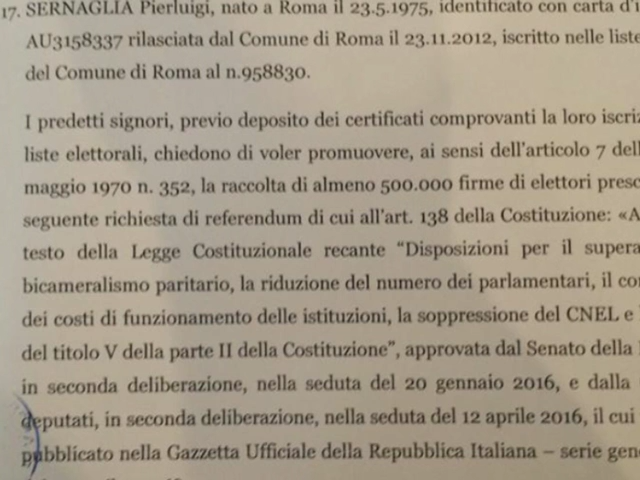 17. SERNAGLIA Pierluigi, nato a Roma il 23.5.1975, identificato con carta d'i
AU3158337 rilasciata dal Comune di Roma il 23.11.2012, iscritto nelle liste
del Comune di Roma al n.958830.
I predetti signori, previo deposito dei certificati comprovanti la loro iscriz
liste elettorali, chiedono di voler promuovere, ai sensi dell'articolo 7 dell
maggio 1970 n. 352, la raccolta di almeno 500.000 firme di elettori presc
seguente richiesta di referendum di cui all'art. 138 della Costituzione: «A
testo della Legge Costituzionale recante “Disposizioni per il supera
bicameralismo paritario, la riduzione del numero dei parlamentari, il co
dei costi di funzionamento delle istituzioni, la soppressione del CNEL e
del titolo V della parte II della Costituzione”, approvata dal Senato della
in seconda deliberazione, nella seduta del 20 gennaio 2016, e dalla
deputati, in seconda deliberazione, nella seduta del 12 aprile 2016, il cui
pubblicato nella Gazzetta Ufficiale della Repubblica Italiana – serie gene